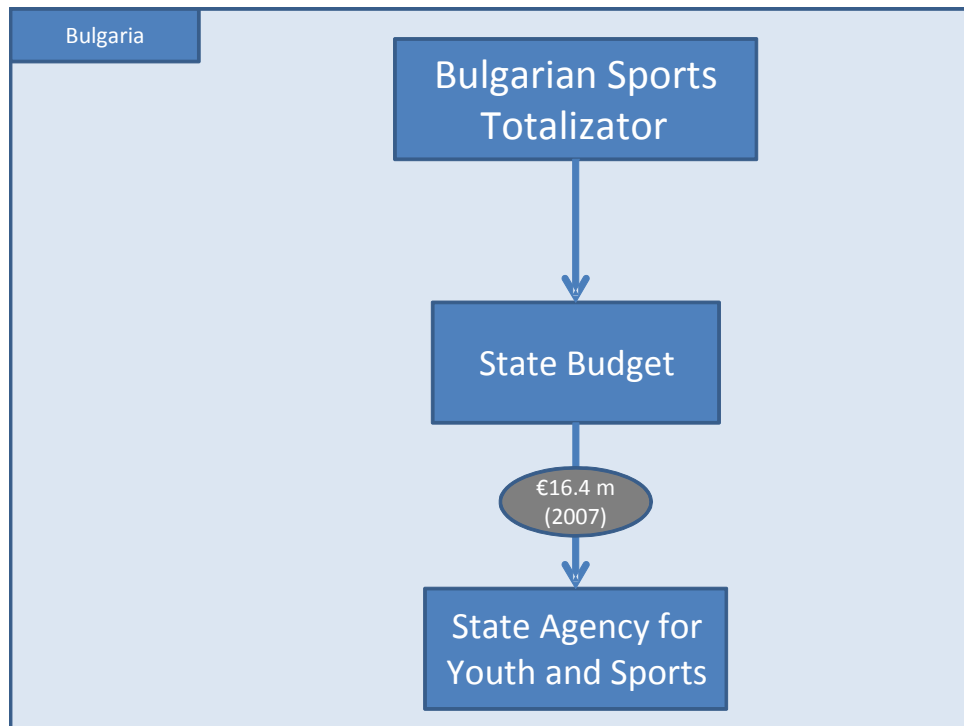 Bulgaria
Bulgarian Sports
Totalizator
State Budget
€16.4 m
(2007)
State Agency for
Youth and Sports